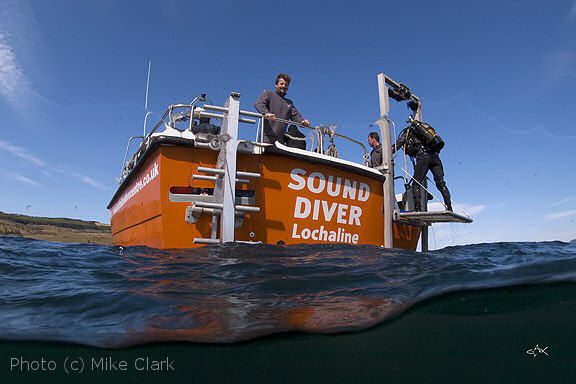 SOUND
DIVER
Lochaline
Photo (c) Mike Clark